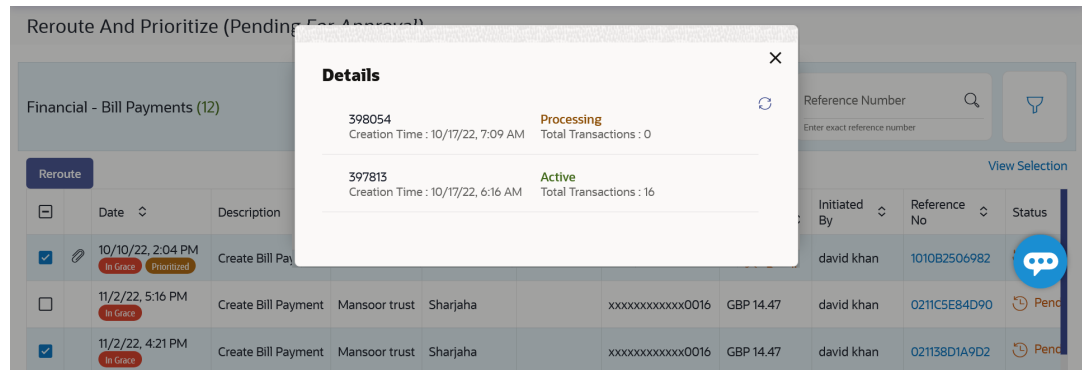 Reroute And Prioritize (Pending For Approval)
Details
Financial - Bill Payments (12)
398054 Processing
Creation Time : 10/17/22, 7:09 AM Total Transactions : 0
397813 Active
Creation Time : 10/17/22, 6:16 AM Total Transactions : 16
Reference Number
Enter exact reference number
Reroute
View Selection
Date Description Initiated By Reference No Status
10/10/22, 2:04 PM Create Bill Pay david khan 1010B2506982
In Grace Prioritized
11/2/22, 5:16 PM Create Bill Payment Mansoor trust Sharjaha xxxxxxxxxxxx0016 GBP 14.47 david khan 0211C5E84D90 Pend
In Grace
11/2/22, 4:21 PM Create Bill Payment Mansoor trust Sharjaha xxxxxxxxxxxx0016 GBP 14.47 david khan 021138D1A9D2 Pend
In Grace